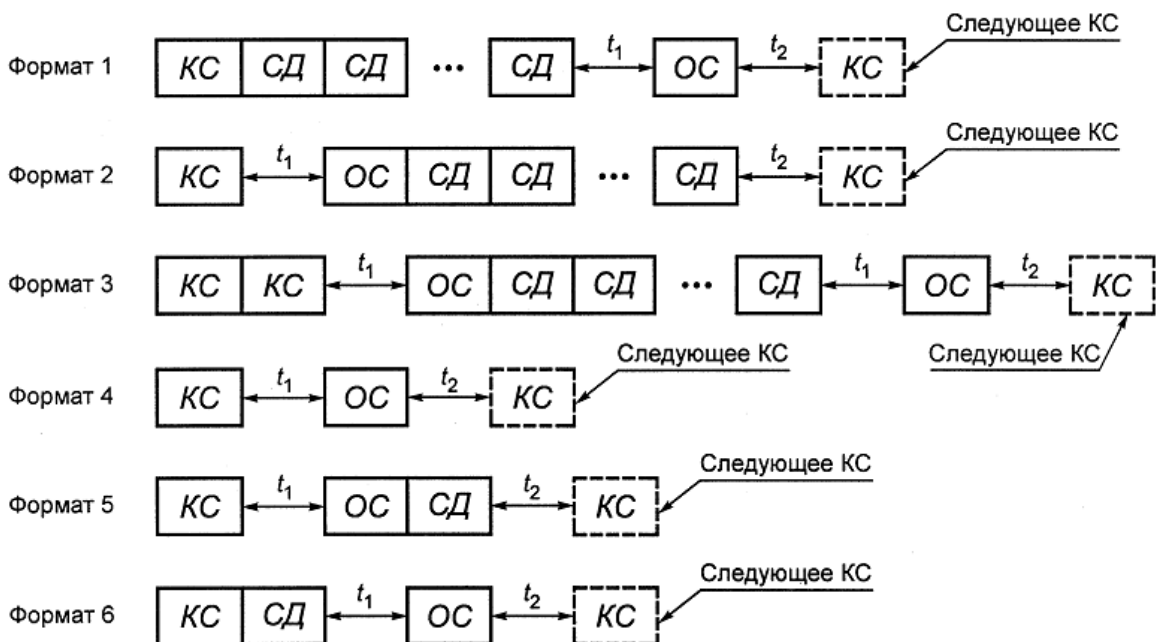 Следующее КС
Формат 1 КС СД СД ••• СД t1 ОС t2 КС
Следующее КС
Формат 2 КС t1 ОС СД СД ••• СД t2 КС
Формат 3 КС КС t1 ОС СД СД ••• СД t1 ОС t2 КС
Следующее КС Следующее КС
Формат 4 КС t1 ОС t2 КС
Следующее КС
Формат 5 КС t1 ОС СД t2 КС
Следующее КС
Формат 6 КС СД t1 ОС t2 КС